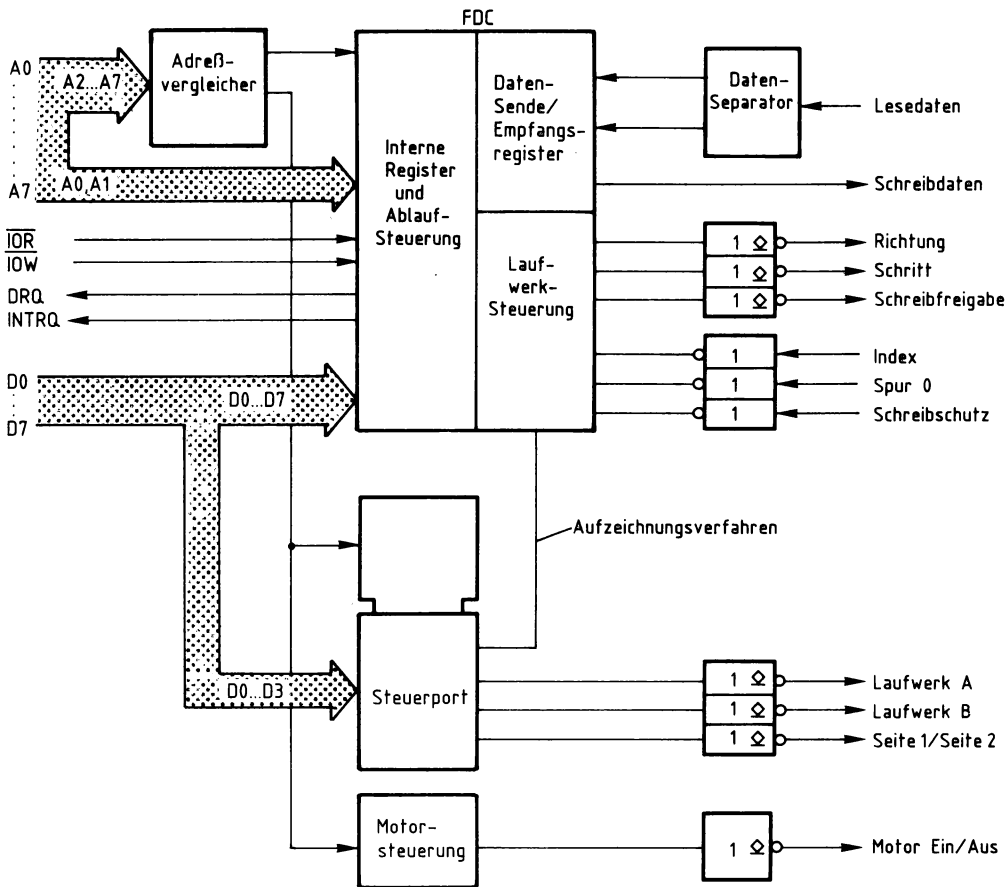 FDC
A0
A7
A2...A7
A0,A1
Adreß-
vergleicher
Interne
Register
und
Ablauf-
Steuerung
Daten-
Sende/
Empfangs-
register
Daten-
Separator
Lesedaten
Schreibdaten
IOR
IOW
DRQ
INTRQ
Lauf-
werk-
Steuerung
1
Richtung
1
Schritt
1
Schreibfreigabe
1
Index
1
Spur 0
1
Schreibschutz
D0
D7
D0...D7
Aufzeichnungsverfahren
D0...D3
Steuerport
1
Laufwerk A
1
Laufwerk B
1
Seite 1/Seite 2
Motor-
steuerung
1
Motor Ein/Aus